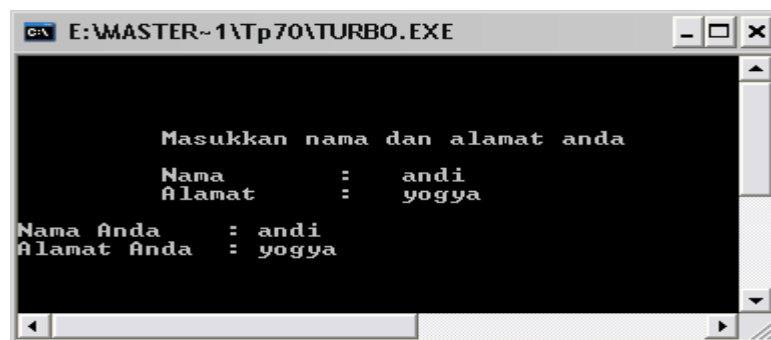 E:\MASTER~1\Tp70\TURBO.EXE
Masukkan nama dan alamat anda
Nama : andi
Alamat : yogya
Nama Anda : andi
Alamat Anda : yogya